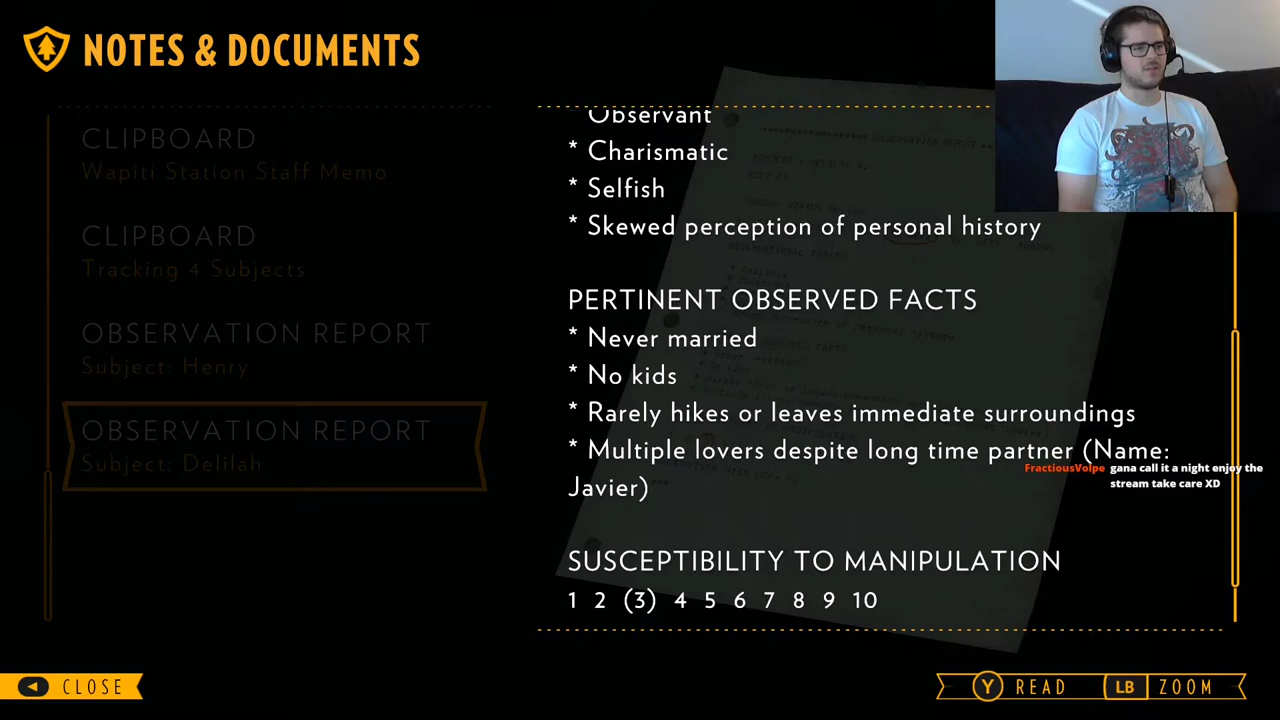 NOTES & DOCUMENTS
CLIPBOARD
Wapiti Station Staff Memo
CLIPBOARD
Tracking 4 Subjects
OBSERVATION REPORT
Subject: Henry
OBSERVATION REPORT
Subject: Delilah
Observant
* Charismatic
* Selfish
* Skewed perception of personal history
PERTINENT OBSERVED FACTS
* Never married
* No kids
* Rarely hikes or leaves immediate surroundings
* Multiple lovers despite long time partner (Name:
Javier)
FractiousVolpe gana call it a night enjoy the
stream take care XD
SUSCEPTIBILITY TO MANIPULATION
1 2 (3) 4 5 6 7 8 9 10
CLOSE
Y READ LB ZOOM